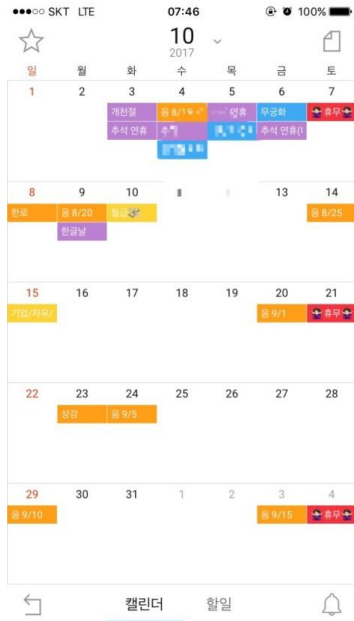 SKT LTE 07:46 100%
10
2017
일 월 화 수 목 금 토
1 2 3 4 5 6 7
개천절 음 8/15 연휴 무궁화 휴무
추석 연휴 추석 연휴(
8 9 10 13 14
한로 음 8/20 월급 음 8/25
한글날
15 16 17 18 19 20 21
기업/자유/ 음 9/1 휴무
22 23 24 25 26 27 28
상강 음 9/5
29 30 31 1 2 3 4
음 9/10 음 9/15 휴무
캘린더 할일